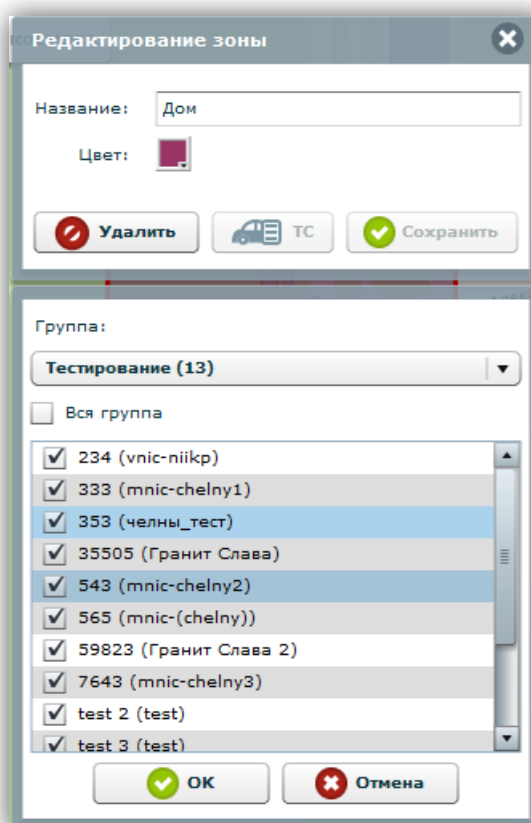 Редактирование зоны
Название: Дом
Цвет:
Удалить ТС Сохранить
Группа:
Тестирование (13)
Вся группа
234 (vnic-niikp)
333 (mnic-chelny1)
353 (челны_тест)
35505 (Гранит Слава)
543 (mnic-chelny2)
565 (mnic-(chelny))
59823 (Гранит Слава 2)
7643 (mnic-chelny3)
test 2 (test)
test 3 (test)
OK Отмена